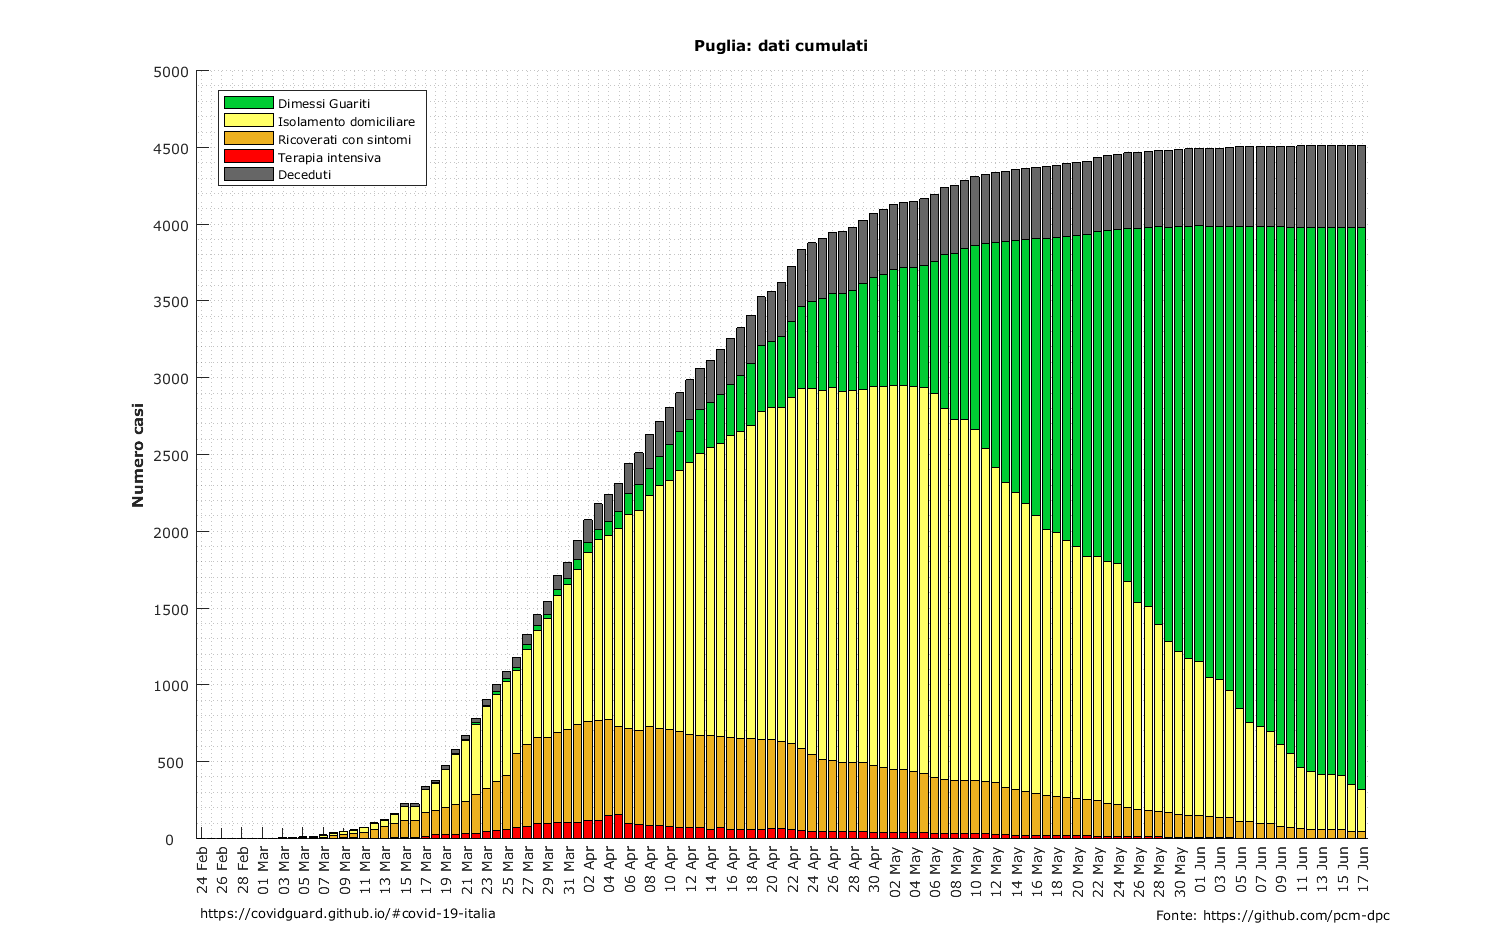 Puglia: dati cumulati
5000
4500
4000
3500
3000
2500
2000
1500
1000
500
0
Numero casi
Dimessi Guariti
Isolamento domiciliare
Ricoverati con sintomi
Terapia intensiva
Deceduti
24 Feb
26 Feb
28 Feb
01 Mar
03 Mar
05 Mar
07 Mar
09 Mar
11 Mar
13 Mar
15 Mar
17 Mar
19 Mar
21 Mar
23 Mar
25 Mar
27 Mar
29 Mar
31 Mar
02 Apr
04 Apr
06 Apr
08 Apr
10 Apr
12 Apr
14 Apr
16 Apr
18 Apr
20 Apr
22 Apr
24 Apr
26 Apr
28 Apr
30 Apr
02 May
04 May
06 May
08 May
10 May
12 May
14 May
16 May
18 May
20 May
22 May
24 May
26 May
28 May
30 May
01 Jun
03 Jun
05 Jun
07 Jun
09 Jun
11 Jun
13 Jun
15 Jun
17 Jun
https://covidguard.github.io/#covid-19-italia
Fonte: https://github.com/pcm-dpc